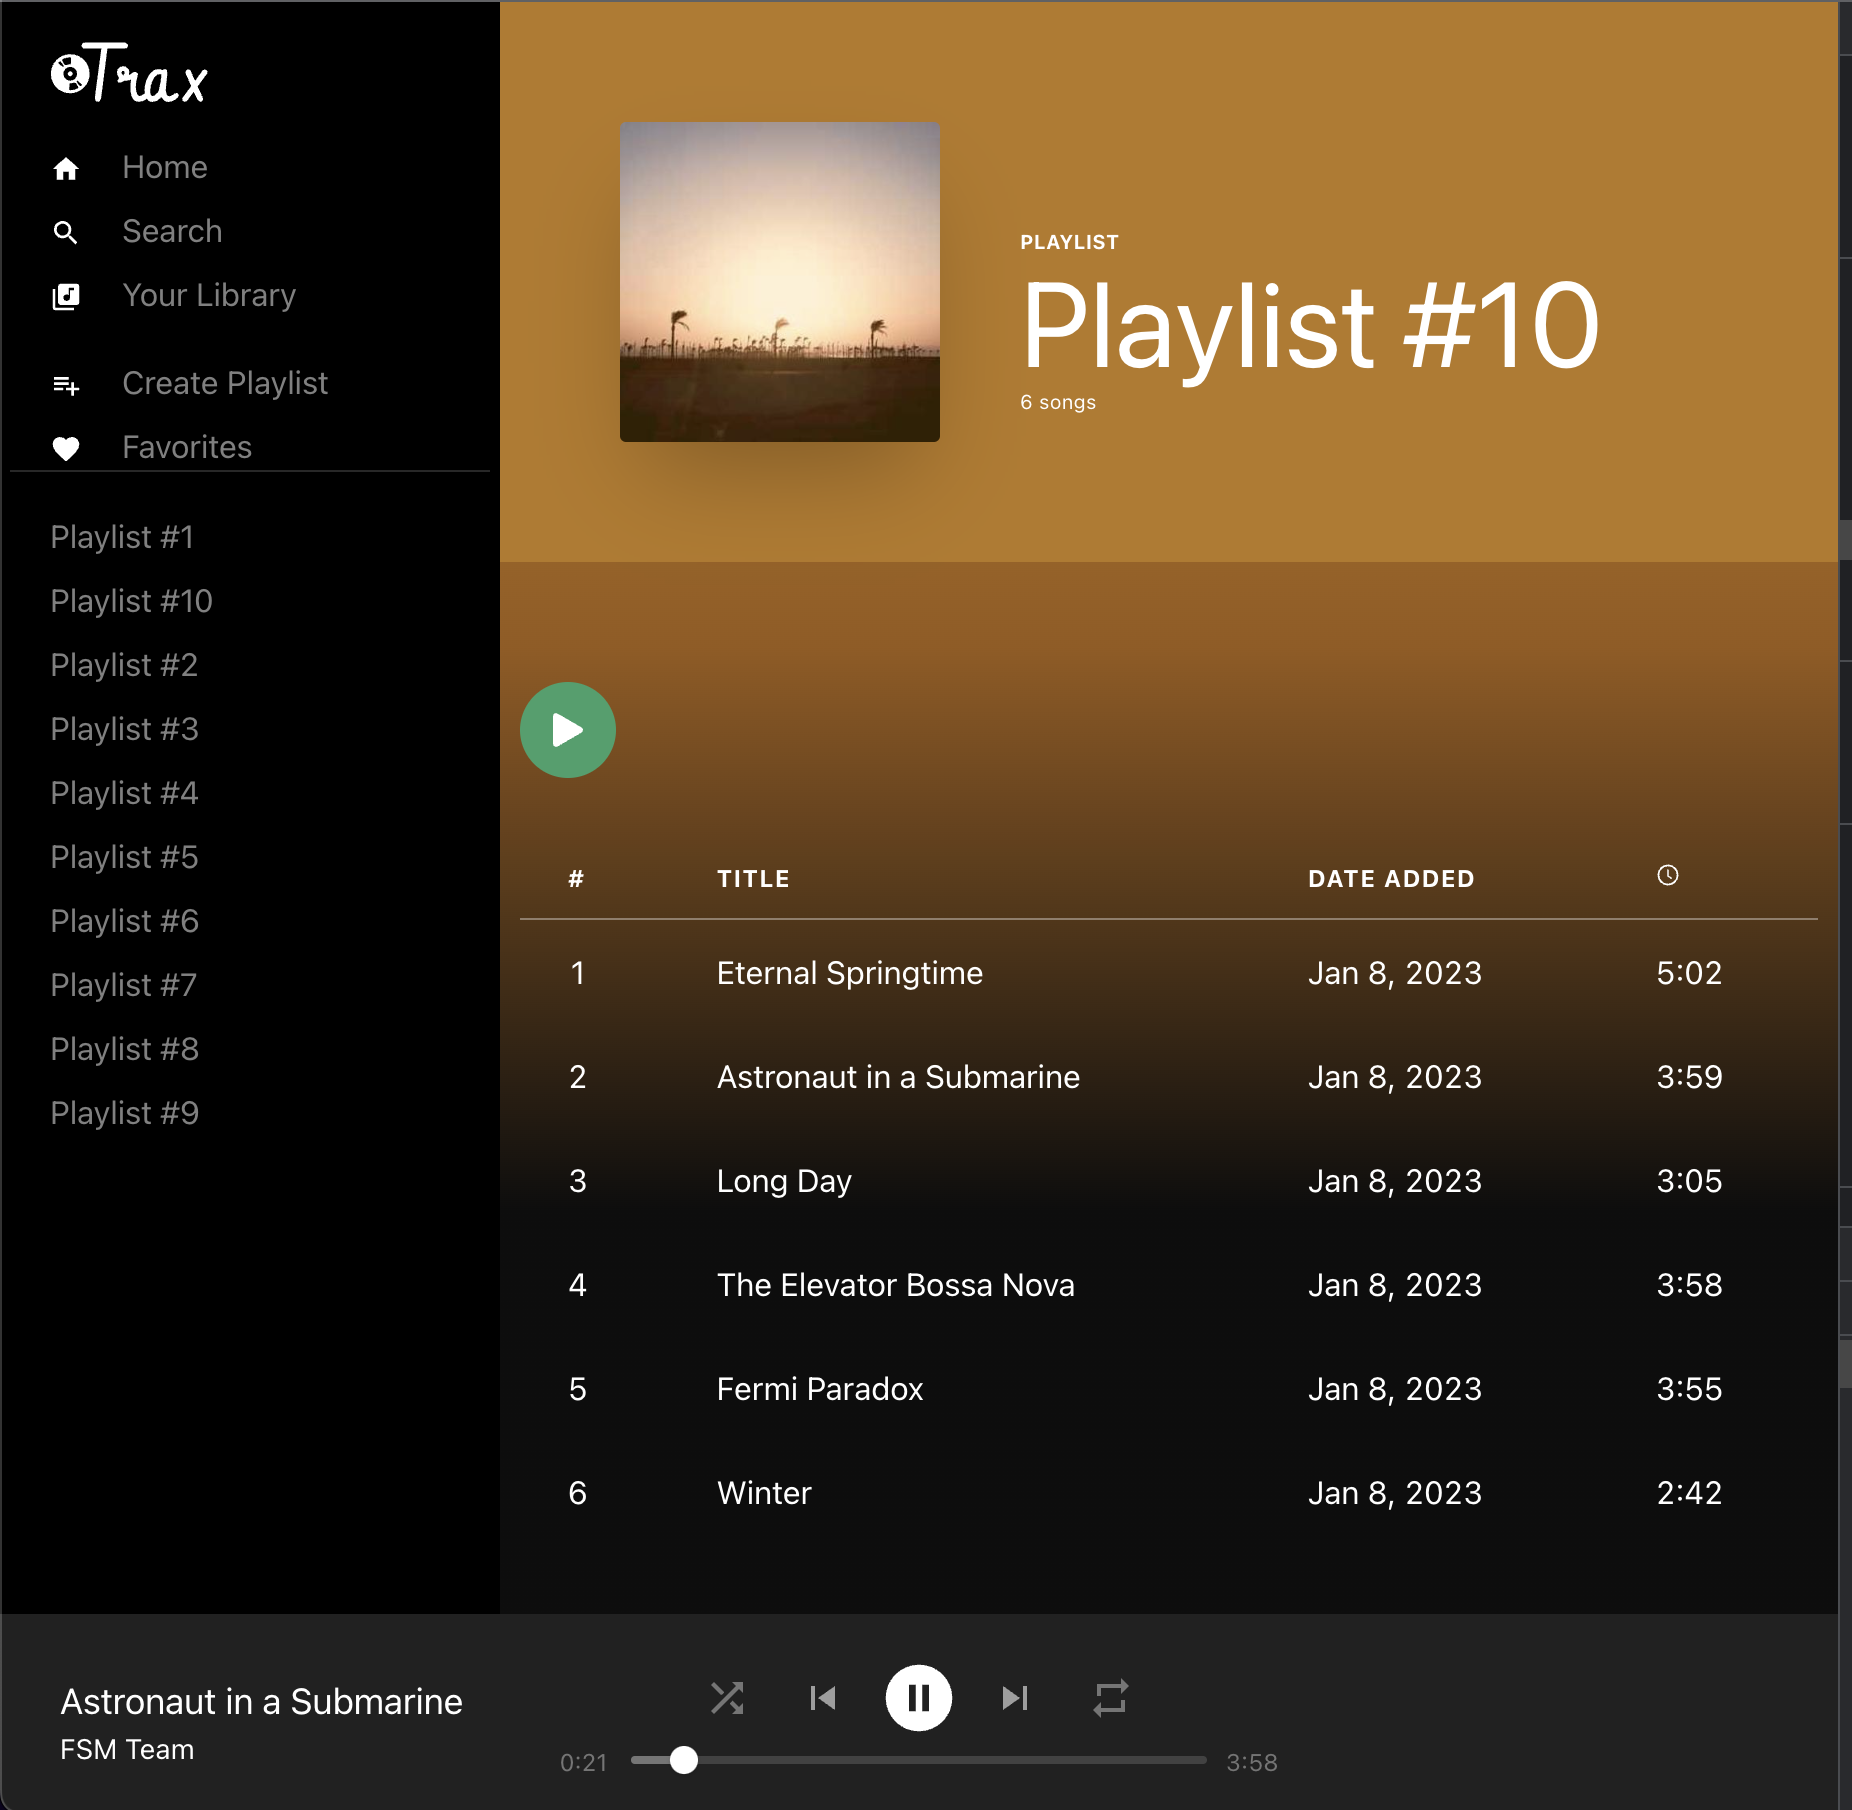 Trax
Home
Search
Your Library
Create Playlist
Favorites
Playlist #1
Playlist #10
Playlist #2
Playlist #3
Playlist #4
Playlist #5
Playlist #6
Playlist #7
Playlist #8
Playlist #9
PLAYLIST
Playlist #10
6 songs
# TITLE DATE ADDED
1 Eternal Springtime Jan 8, 2023 5:02
2 Astronaut in a Submarine Jan 8, 2023 3:59
3 Long Day Jan 8, 2023 3:05
4 The Elevator Bossa Nova Jan 8, 2023 3:58
5 Fermi Paradox Jan 8, 2023 3:55
6 Winter Jan 8, 2023 2:42
Astronaut in a Submarine
FSM Team
0:21 3:58